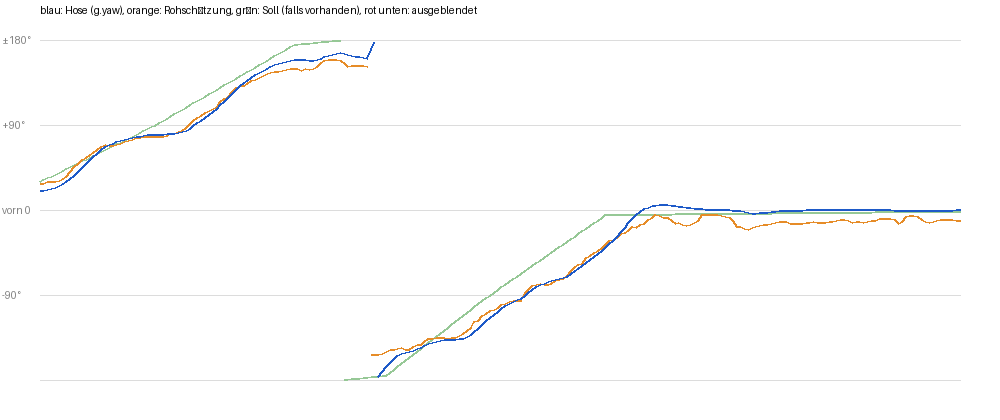 blau: Hose (g.yaw), orange: Rohsch▯tzung, gr▯n: Soll (falls vorhanden), rot unten: ausgeblendet
±180°
+90°
vorn 0
-90°